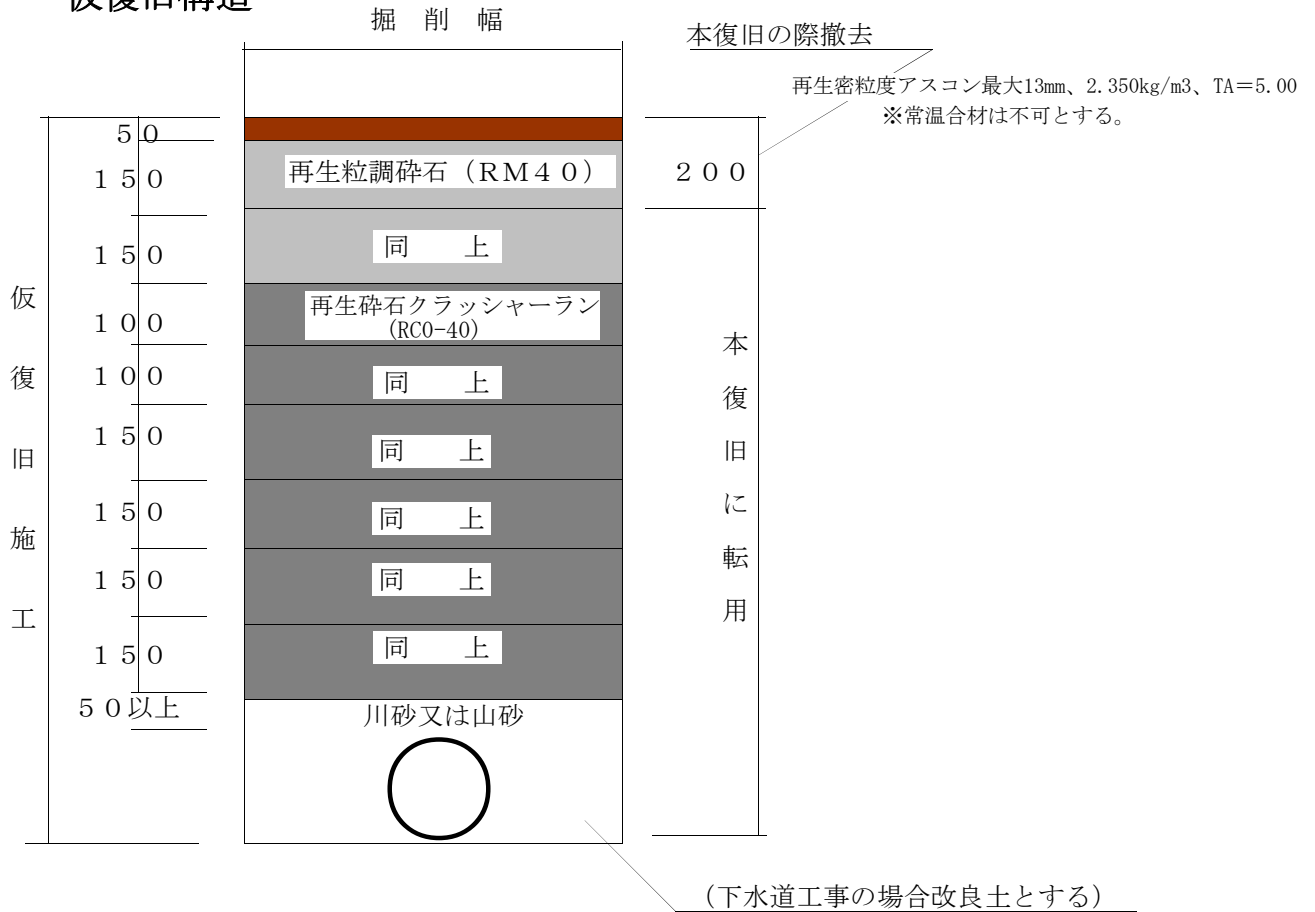 仮復旧構造
掘 削 幅
本復旧の際撤去
再生密粒度アスコン最大13mm、2.350kg/m3、TA＝5.00
※常温合材は不可とする。
５０
１５０
再生粒調砕石（ＲＭ４０）
２００
１５０
同　　上
１００
再生砕石クラッシャーラン
(RC0-40)
１００
同　　上
１５０
同　　上
１５０
同　　上
１５０
同　　上
１５０
同　　上
５０以上
川砂又は山砂
仮復旧施工
本復旧に転用
（下水道工事の場合改良土とする）